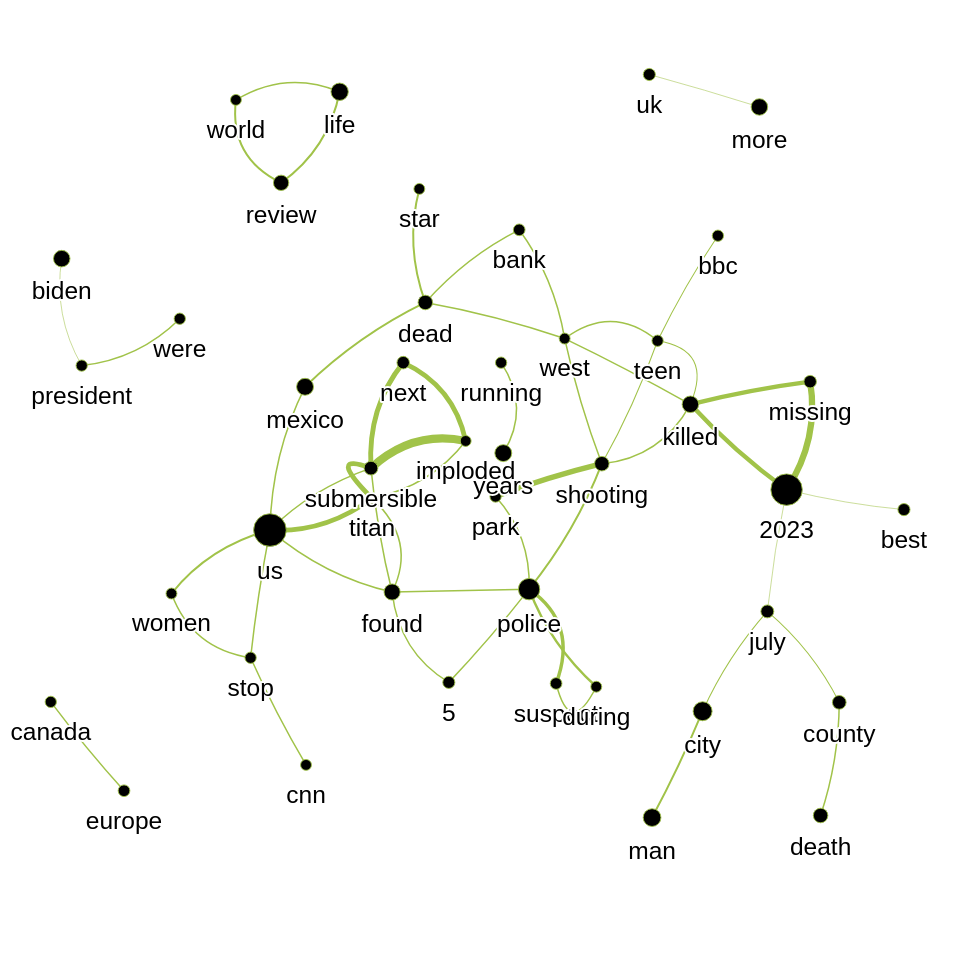 uk
life
world
more
review
star
bank
bbc
biden
were
dead
west
teen
president
next
running
missing
mexico
killed
imploded
years
submersible
shooting
titan
park
2023
best
us
women
found
police
july
stop
5
suspect
during
canada
city
county
cnn
europe
man
death